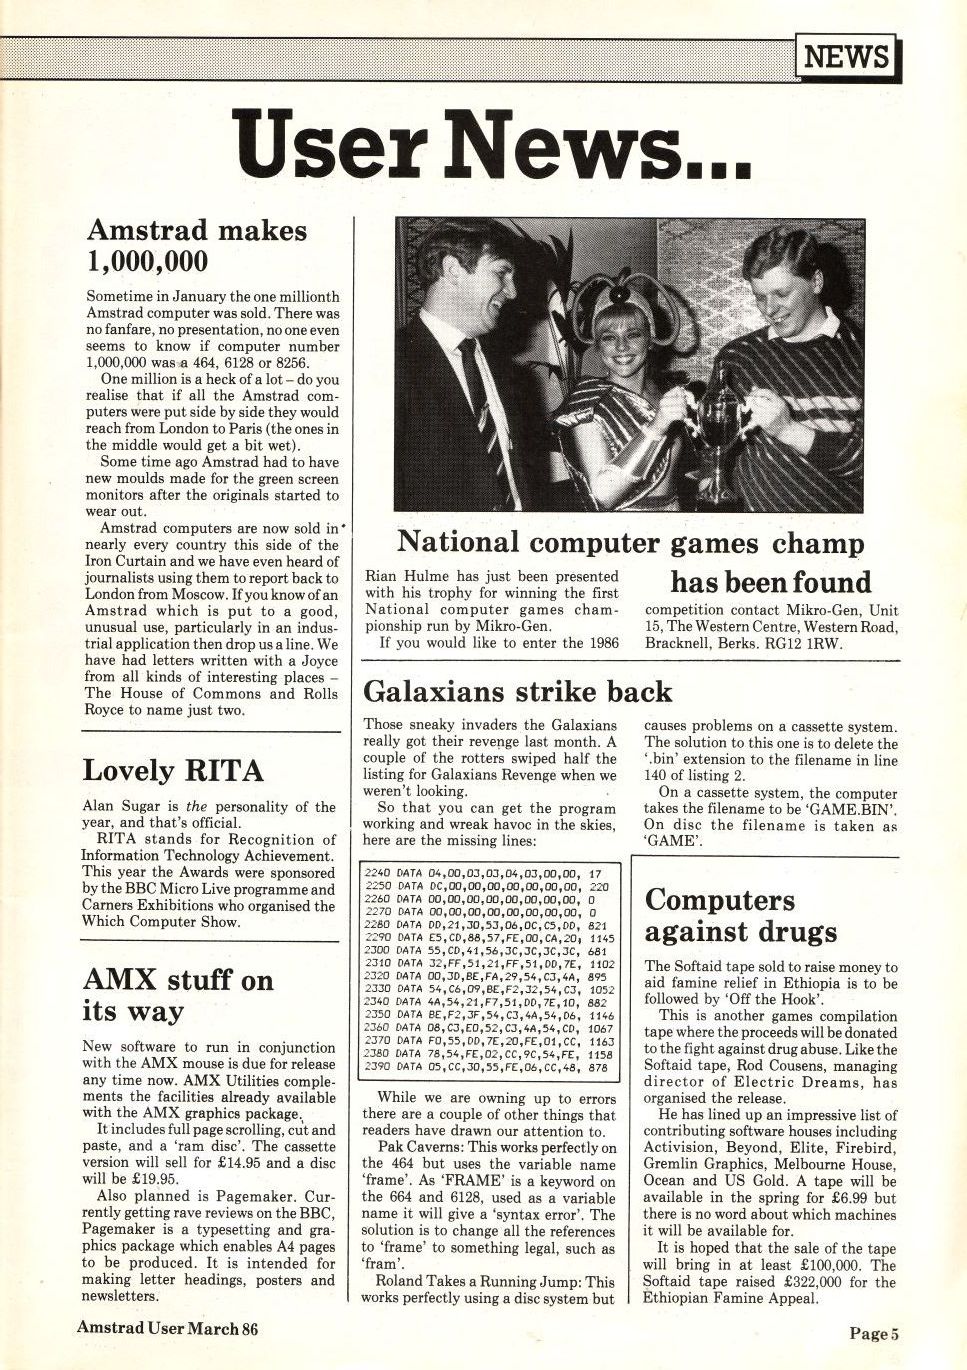 NEWS
User News...
Amstrad makes
1,000,000
Sometime in January the one millionth
Amstrad computer was sold. There was
no fanfare, no presentation, no one even
seems to know if computer number
1,000,000 was a 464, 6128 or 8256.
One million is a heck of a lot – do you
realise that if all the Amstrad com-
puters were put side by side they would
reach from London to Paris (the ones in
the middle would get a bit wet).
Some time ago Amstrad had to have
new moulds made for the green screen
monitors after the originals started to
wear out.
Amstrad computers are now sold in
nearly every country this side of the
Iron Curtain and we have even heard of
journalists using them to report back to
London from Moscow. If you know of an
Amstrad which is put to a good,
unusual use, particularly in an indus-
trial application then drop us a line. We
have had letters written with a Joyce
from all kinds of interesting places –
The House of Commons and Rolls
Royce to name just two.
Lovely RITA
Alan Sugar is the personality of the
year, and that's official.
RITA stands for Recognition of
Information Technology Achievement.
This year the Awards were sponsored
by the BBC Micro Live programme and
Carners Exhibitions who organised the
Which Computer Show.
AMX stuff on
its way
New software to run in conjunction
with the AMX mouse is due for release
any time now. AMX Utilities comple-
ments the facilities already available
with the AMX graphics package.
It includes full page scrolling, cut and
paste, and a 'ram disc'. The cassette
version will sell for £14.95 and a disc
will be £19.95.
Also planned is Pagemaker. Cur-
rently getting rave reviews on the BBC,
Pagemaker is a typesetting and gra-
phics package which enables A4 pages
to be produced. It is intended for
making letter headings, posters and
newsletters.
National computer games champ
has been found
Rian Hulme has just been presented
with his trophy for winning the first
National computer games cham-
pionship run by Mikro-Gen.
If you would like to enter the 1986
competition contact Mikro-Gen, Unit
15, The Western Centre, Western Road,
Bracknell, Berks. RG12 1RW.
Galaxians strike back
Those sneaky invaders the Galaxians
really got their revenge last month. A
couple of the rotters swiped half the
listing for Galaxians Revenge when we
weren't looking.
So that you can get the program
working and wreak havoc in the skies,
here are the missing lines:
2240 DATA 04,00,03,03,04,03,00,00, 17
2250 DATA DC,00,00,00,00,00,00,00, 220
2260 DATA 00,00,00,00,00,00,00,00, 0
2270 DATA 00,00,00,00,00,00,00,00, 0
2280 DATA DD,21,30,53,06,0C,C5,DD, 821
2290 DATA E5,CD,88,57,FE,00,CA,20, 1145
2300 DATA 55,CD,41,56,3C,3C,3C,3C, 681
2310 DATA 32,FF,51,21,FF,51,DD,7E, 1102
2320 DATA 00,3D,BE,FA,29,54,C3,4A, 895
2330 DATA 54,C6,09,BE,F2,32,54,C3, 1052
2340 DATA 4A,54,21,F7,51,DD,7E,10, 882
2350 DATA BE,F2,3F,54,C3,4A,54,D6, 1146
2360 DATA 08,C3,ED,52,C3,4A,54,CD, 1067
2370 DATA F0,55,DD,7E,20,FE,01,CC, 1163
2380 DATA 78,54,FE,02,CC,9C,54,FE, 1158
2390 DATA 05,CC,30,55,FE,06,CC,48, 878
While we are owning up to errors
there are a couple of other things that
readers have drawn our attention to.
Pak Caverns: This works perfectly on
the 464 but uses the variable name
'frame'. As 'FRAME' is a keyword on
the 664 and 6128, used as a variable
name it will give a 'syntax error'. The
solution is to change all the references
to 'frame' to something legal, such as
'fram'.
Roland Takes a Running Jump: This
works perfectly using a disc system but
causes problems on a cassette system.
The solution to this one is to delete the
'.bin' extension to the filename in line
140 of listing 2.
On a cassette system, the computer
takes the filename to be 'GAME.BIN'.
On disc the filename is taken as
'GAME'.
Computers
against drugs
The Softaid tape sold to raise money to
aid famine relief in Ethiopia is to be
followed by 'Off the Hook'.
This is another games compilation
tape where the proceeds will be donated
to the fight against drug abuse. Like the
Softaid tape, Rod Cousens, managing
director of Electric Dreams, has
organised the release.
He has lined up an impressive list of
contributing software houses including
Activision, Beyond, Elite, Firebird,
Gremlin Graphics, Melbourne House,
Ocean and US Gold. A tape will be
available in the spring for £6.99 but
there is no word about which machines
it will be available for.
It is hoped that the sale of the tape
will bring in at least £100,000. The
Softaid tape raised £322,000 for the
Ethiopian Famine Appeal.
Amstrad User March 86
Page 5